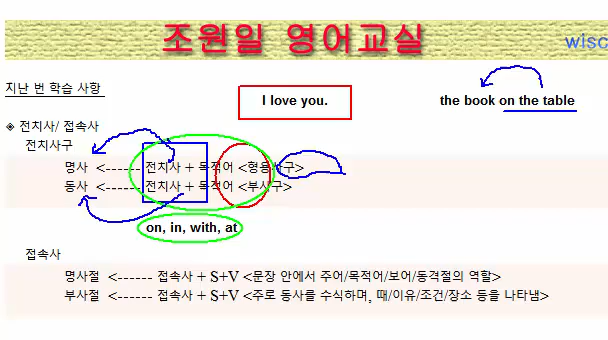 조원일 영어교실
wisc
지난 번 학습 사항
I love you.
the book on the table
◈ 전치사/ 접속사
전치사구
명사 <------ 전치사 + 목적어 <형용사구>
동사 <------ 전치사 + 목적어 <부사구>
on, in, with, at
접속사
명사절 <------ 접속사 + S+V <문장 안에서 주어/목적어/보어/동격절의 역할>
부사절 <------ 접속사 + S+V <주로 동사를 수식하며, 때/이유/조건/장소 등을 나타냄>